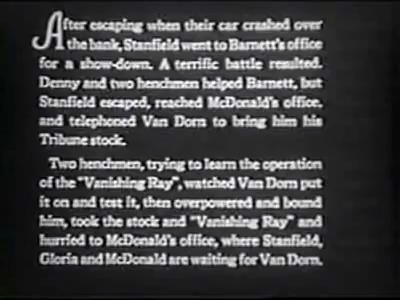 After escaping when their car crashed over
the bank, Stanfield went to Barnett's office
for a show-down. A terrific battle resulted.
Denny and two henchmen helped Barnett, but
Stanfield escaped, reached McDonald's office,
and telephoned Van Dorn to bring him his
Tribune stock.
Two henchmen, trying to learn the operation
of the "Vanishing Ray", watched Van Dorn put
it on and test it, then overpowered and bound
him, took the stock and "Vanishing Ray" and
hurried to McDonald's office, where Stanfield,
Gloria and McDonald are waiting for Van Dorn.